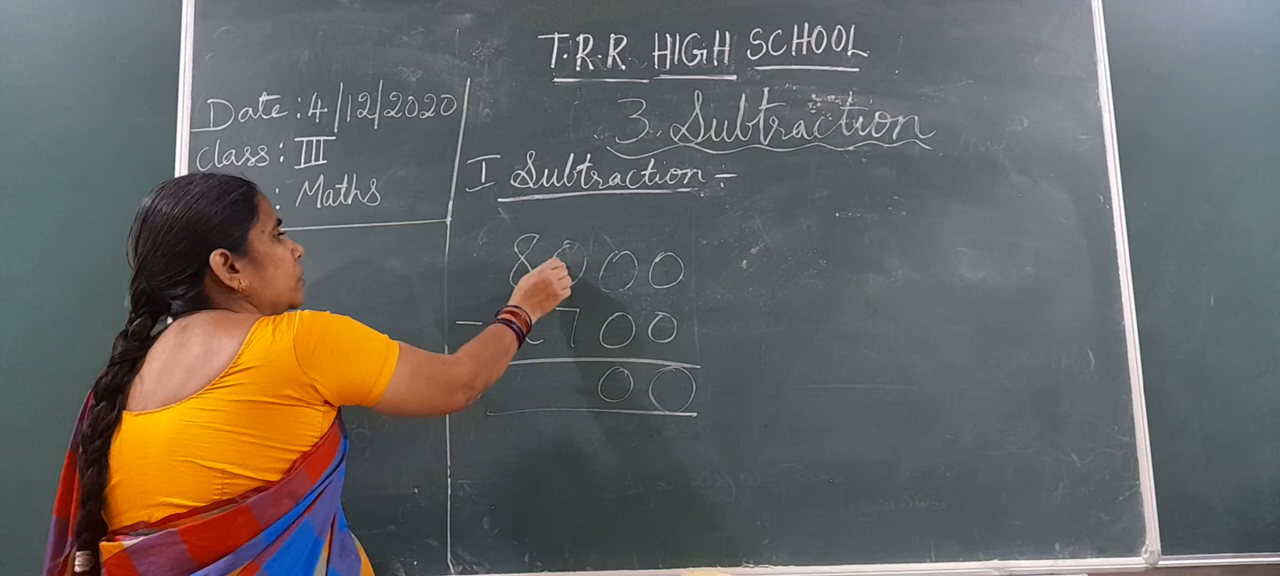 T.R.R HIGH SCHOOL
Date : 4/12/2020
Class : III
: Maths
3. Subtraction
I Subtraction :-
8000
- 700
00